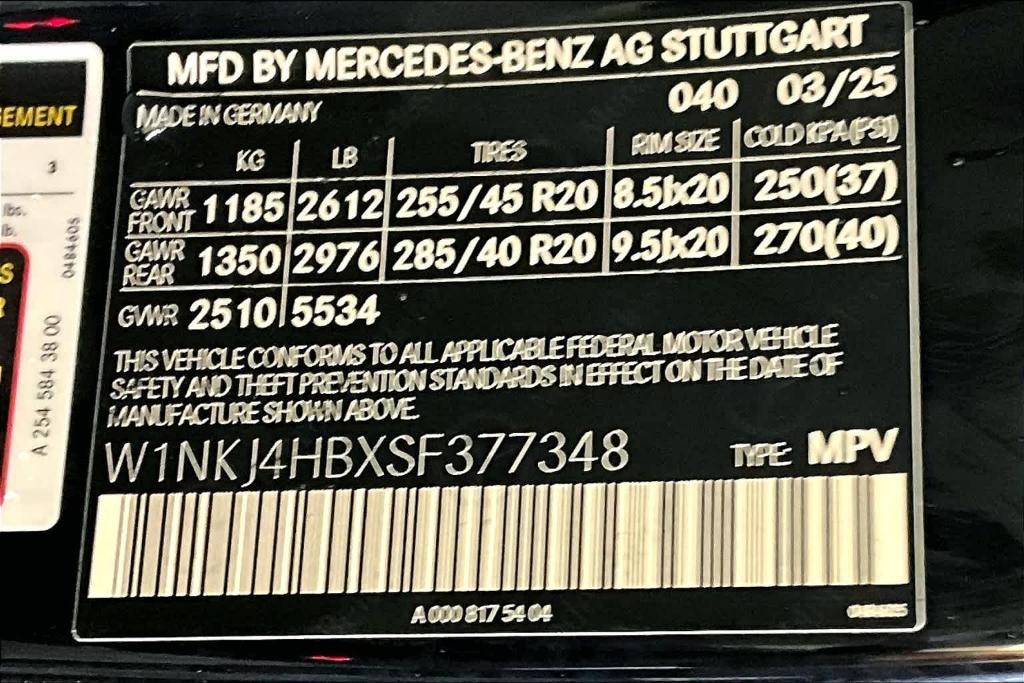 MFD BY MERCEDES-BENZ AG STUTTGART
MADE IN GERMANY 040 03/25
KG LB TIRES RIM SIZE COLD KPA(PSI)
GAWR FRONT 1185 2612 255/45 R20 8.5Jx20 250(37)
GAWR REAR 1350 2976 285/40 R20 9.5Jx20 270(40)
GVWR 2510 5534
THIS VEHICLE CONFORMS TO ALL APPLICABLE FEDERAL MOTOR VEHICLE
SAFETY AND THEFT PREVENTION STANDARDS IN EFFECT ON THE DATE OF
MANUFACTURE SHOWN ABOVE.
W1NKJ4HBXSF377348 TYPE: MPV
A 000 817 54 04
3
lbs.
lb.
0484605
A 254 584 38 00